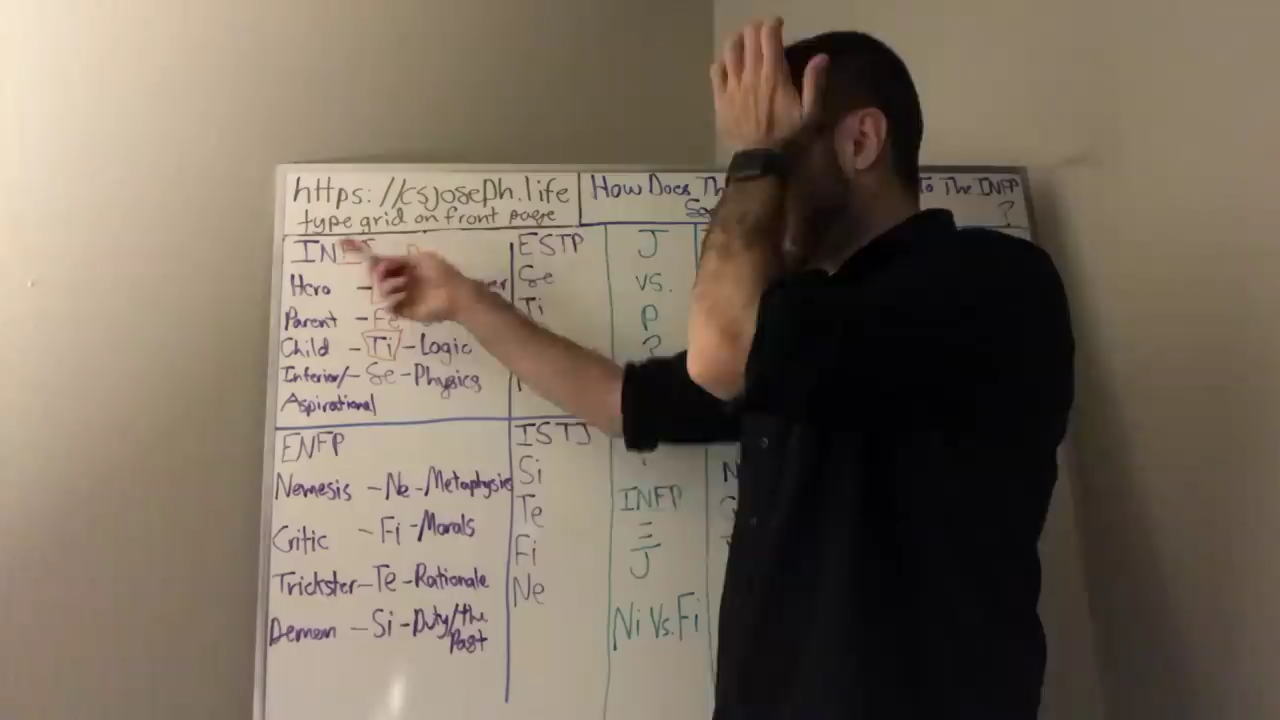 https://csjoseph.life
type grid on front page
How Does Th
To The INFP
?
IN
Hero -
Parent - Fe
Child - Ti - Logic
Inferior/ - Se - Physics
Aspirational
ESTP
Se
Ti
J
vs.
P
?
ENFP
Nemesis - Ne - Metaphysic
Critic - Fi - Morals
Trickster - Te - Rationale
Demon - Si - Duty/the
Past
ISTJ
Si
Te
Fi
Ne
INFP
=
J
Ni Vs. Fi